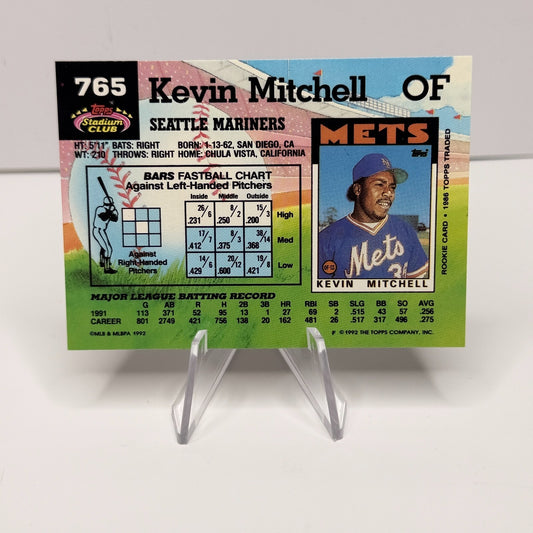 765 Kevin Mitchell OF
Topps
Stadium
CLUB
SEATTLE MARINERS
HT: 5'11" BATS: RIGHT BORN: 1-13-62, SAN DIEGO, CA
WT: 210 THROWS: RIGHT HOME: CHULA VISTA, CALIFORNIA
BARS FASTBALL CHART
Against Left-Handed Pitchers
Inside Middle Outside
26/6 8/2 15/3 High
.231 .250 .200
17/7 8/3 38/14 Med
.412 .375 .368
14/6 20/12 19/8 Low
.429 .600 .421
Against
Right-Handed
Pitchers
METS
Topps
Mets
OF-3B
KEVIN MITCHELL
ROOKIE CARD • 1986 TOPPS TRADED
MAJOR LEAGUE BATTING RECORD
G AB R H 2B 3B HR RBI SB SLG BB SO AVG
1991 113 371 52 95 13 1 27 69 2 .515 43 57 .256
CAREER 801 2749 421 756 138 20 162 481 26 .517 317 496 .275
©MLB & MLBPA 1992
P ©1992 THE TOPPS COMPANY, INC.